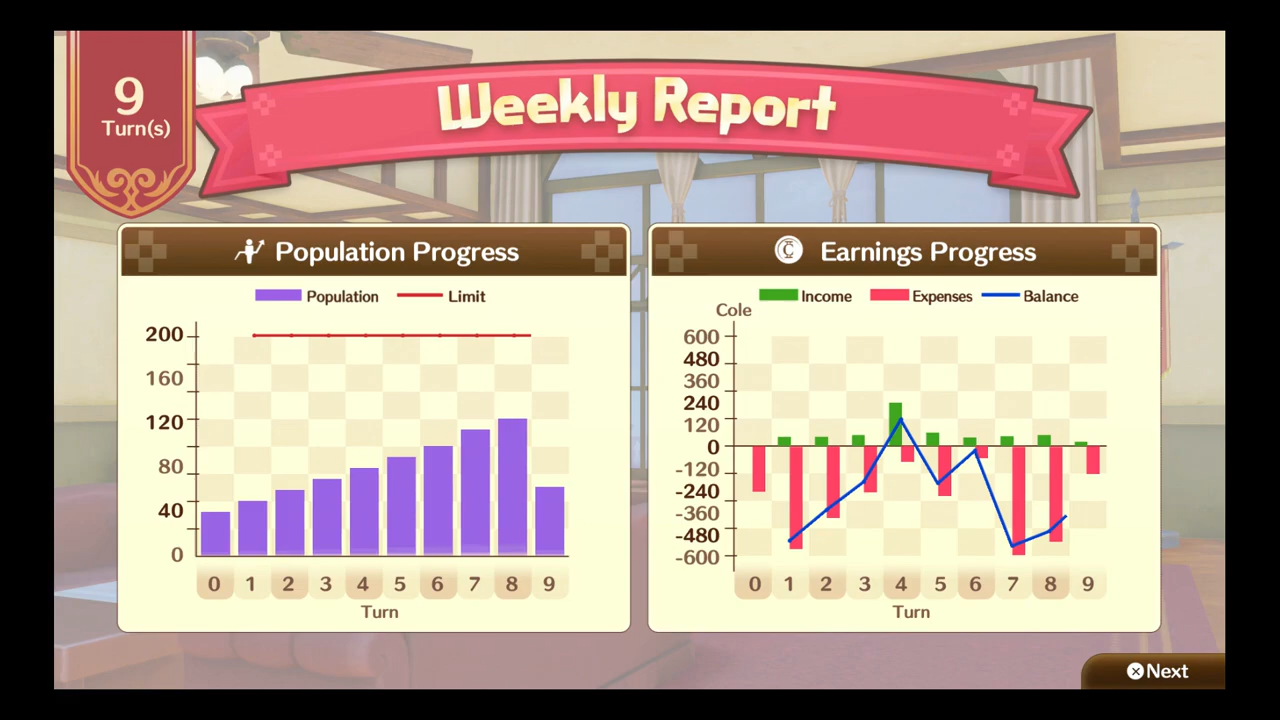 9
Turn(s)
Weekly Report
Population Progress
Population
Limit
200
160
120
80
40
0
0 1 2 3 4 5 6 7 8 9
Turn
Earnings Progress
Income
Expenses
Balance
Cole
600
480
360
240
120
0
-120
-240
-360
-480
-600
0 1 2 3 4 5 6 7 8 9
Turn
Next